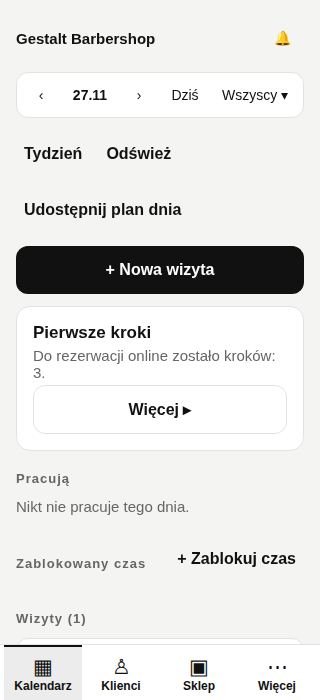 Gestalt Barbershop 🔔
‹ 27.11 › Dziś Wszyscy ▾
Tydzień Odśwież
Udostępnij plan dnia
+ Nowa wizyta
Pierwsze kroki
Do rezerwacji online zostało kroków:
3.
Więcej ▸
Pracują
Nikt nie pracuje tego dnia.
Zablokowany czas + Zablokuj czas
Wizyty (1)
Kalendarz Klienci Sklep Więcej